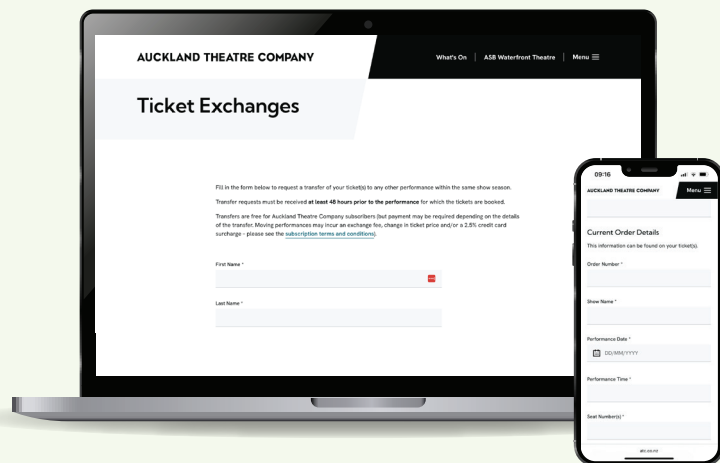 AUCKLAND THEATRE COMPANY
What's On
ASB Waterfront Theatre
Menu
Ticket Exchanges
Fill in the form below to request a transfer of your ticket(s) to any other performance within the same show season.
Transfer requests must be received at least 48 hours prior to the performance for which the tickets are booked.
Transfers are free for Auckland Theatre Company subscribers (but payment may be required depending on the details
of the transfer. Moving performances may incur an exchange fee, change in ticket price and/or a 2.5% credit card
surcharge - please see the subscription terms and conditions).
First Name *
Last Name *
09:16
AUCKLAND THEATRE COMPANY
Menu
Current Order Details
This information can be found on your ticket(s).
Order Number *
Show Name *
Performance Date *
DD/MM/YYYY
Performance Time *
Seat Number(s) *
atc.co.nz